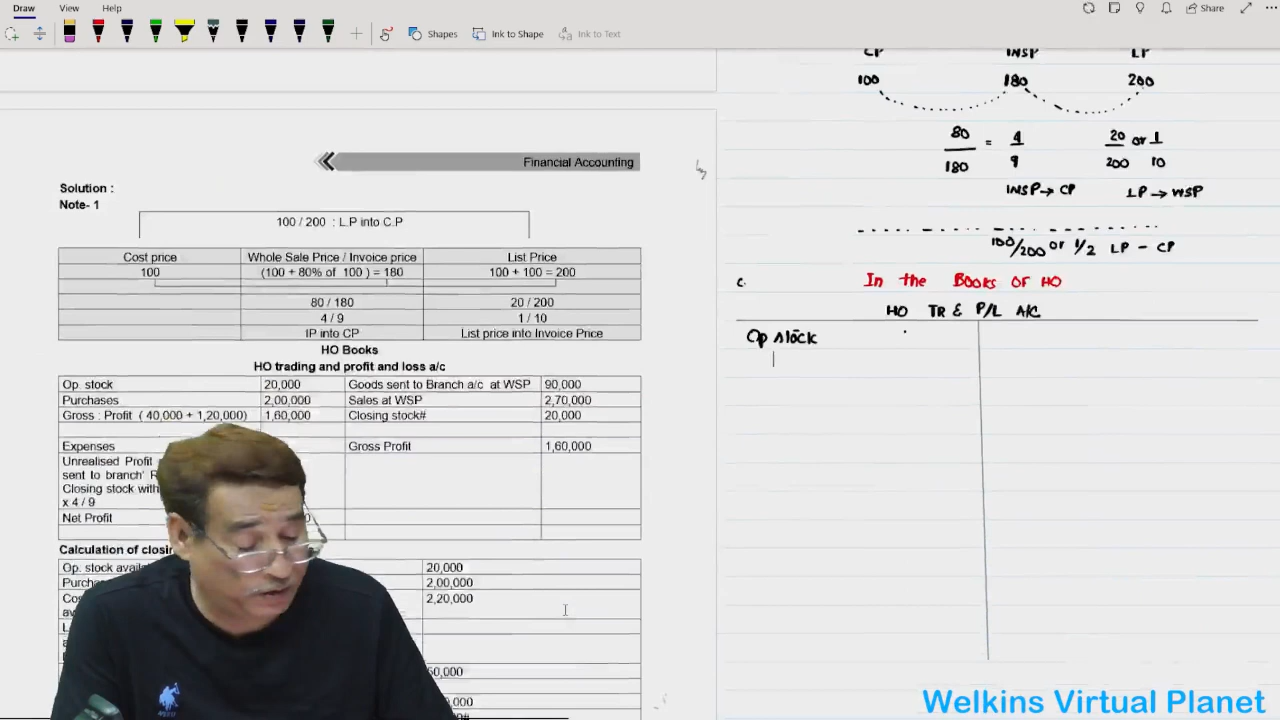 Draw View Help
Share
Shapes Ink to Shape Ink to Text
Financial Accounting
Solution :
Note- 1
100 / 200 : L.P into C.P
Cost price Whole Sale Price / Invoice price List Price
100 (100 + 80% of 100 ) = 180 100 + 100 = 200
80 / 180 20 / 200
4 / 9 1 / 10
IP into CP List price into Invoice Price
HO Books
HO trading and profit and loss a/c
Op. stock 20,000 Goods sent to Branch a/c at WSP 90,000
Purchases 2,00,000 Sales at WSP 2,70,000
Gross : Profit ( 40,000 + 1,20,000) 1,60,000 Closing stock# 20,000
Expenses Gross Profit 1,60,000
Unrealised Profit
sent to branch
Closing stock with
x 4 / 9
Net Profit
Calculation of
Op. stock 20,000
2,00,000
2,20,000
CP INSP LP
100 180 200
80/180 = 4/9 20/200 or 1/10
INSP → CP LP → WSP
100/200 or 1/2 LP - CP
c. In the Books OF HO
HO TR & P/L A/C
Op stock
Welkins Virtual Planet